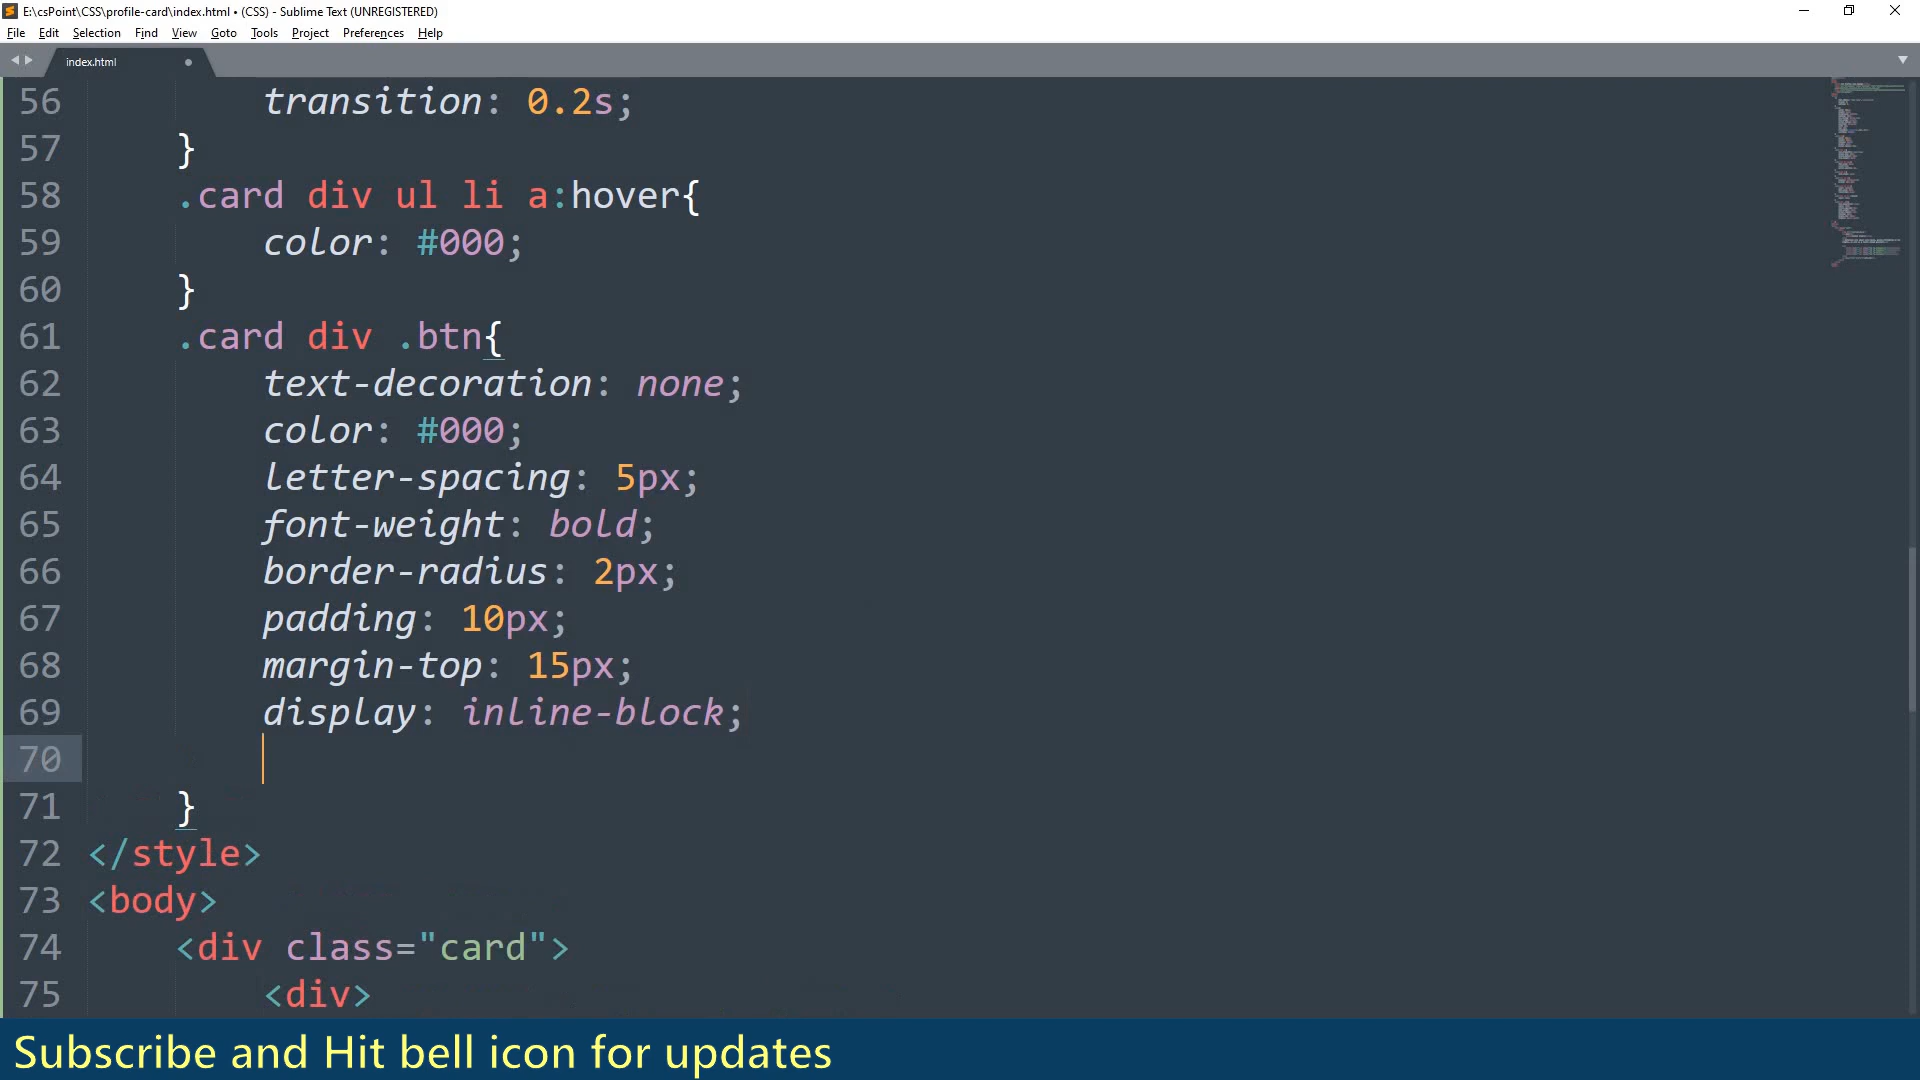 E:\csPoint\CSS\profile-card\index.html • (CSS) - Sublime Text (UNREGISTERED)
File Edit Selection Find View Goto Tools Project Preferences Help
index.html
56 transition: 0.2s;
57 }
58 .card div ul li a:hover{
59 color: #000;
60 }
61 .card div .btn{
62 text-decoration: none;
63 color: #000;
64 letter-spacing: 5px;
65 font-weight: bold;
66 border-radius: 2px;
67 padding: 10px;
68 margin-top: 15px;
69 display: inline-block;
70
71 }
72 </style>
73 <body>
74 <div class="card">
75 <div>
Subscribe and Hit bell icon for updates